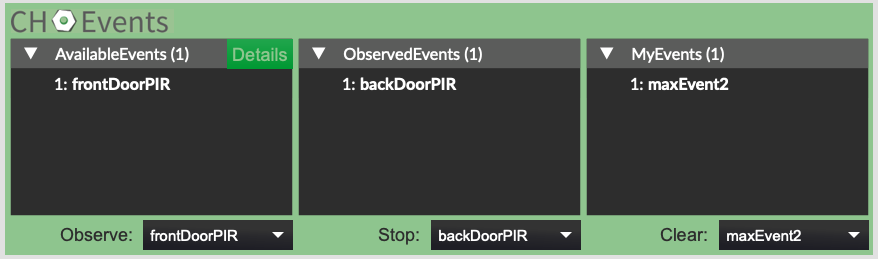 CH Events
AvailableEvents (1) Details ObservedEvents (1) MyEvents (1)
1: frontDoorPIR 1: backDoorPIR 1: maxEvent2
Observe: frontDoorPIR Stop: backDoorPIR Clear: maxEvent2